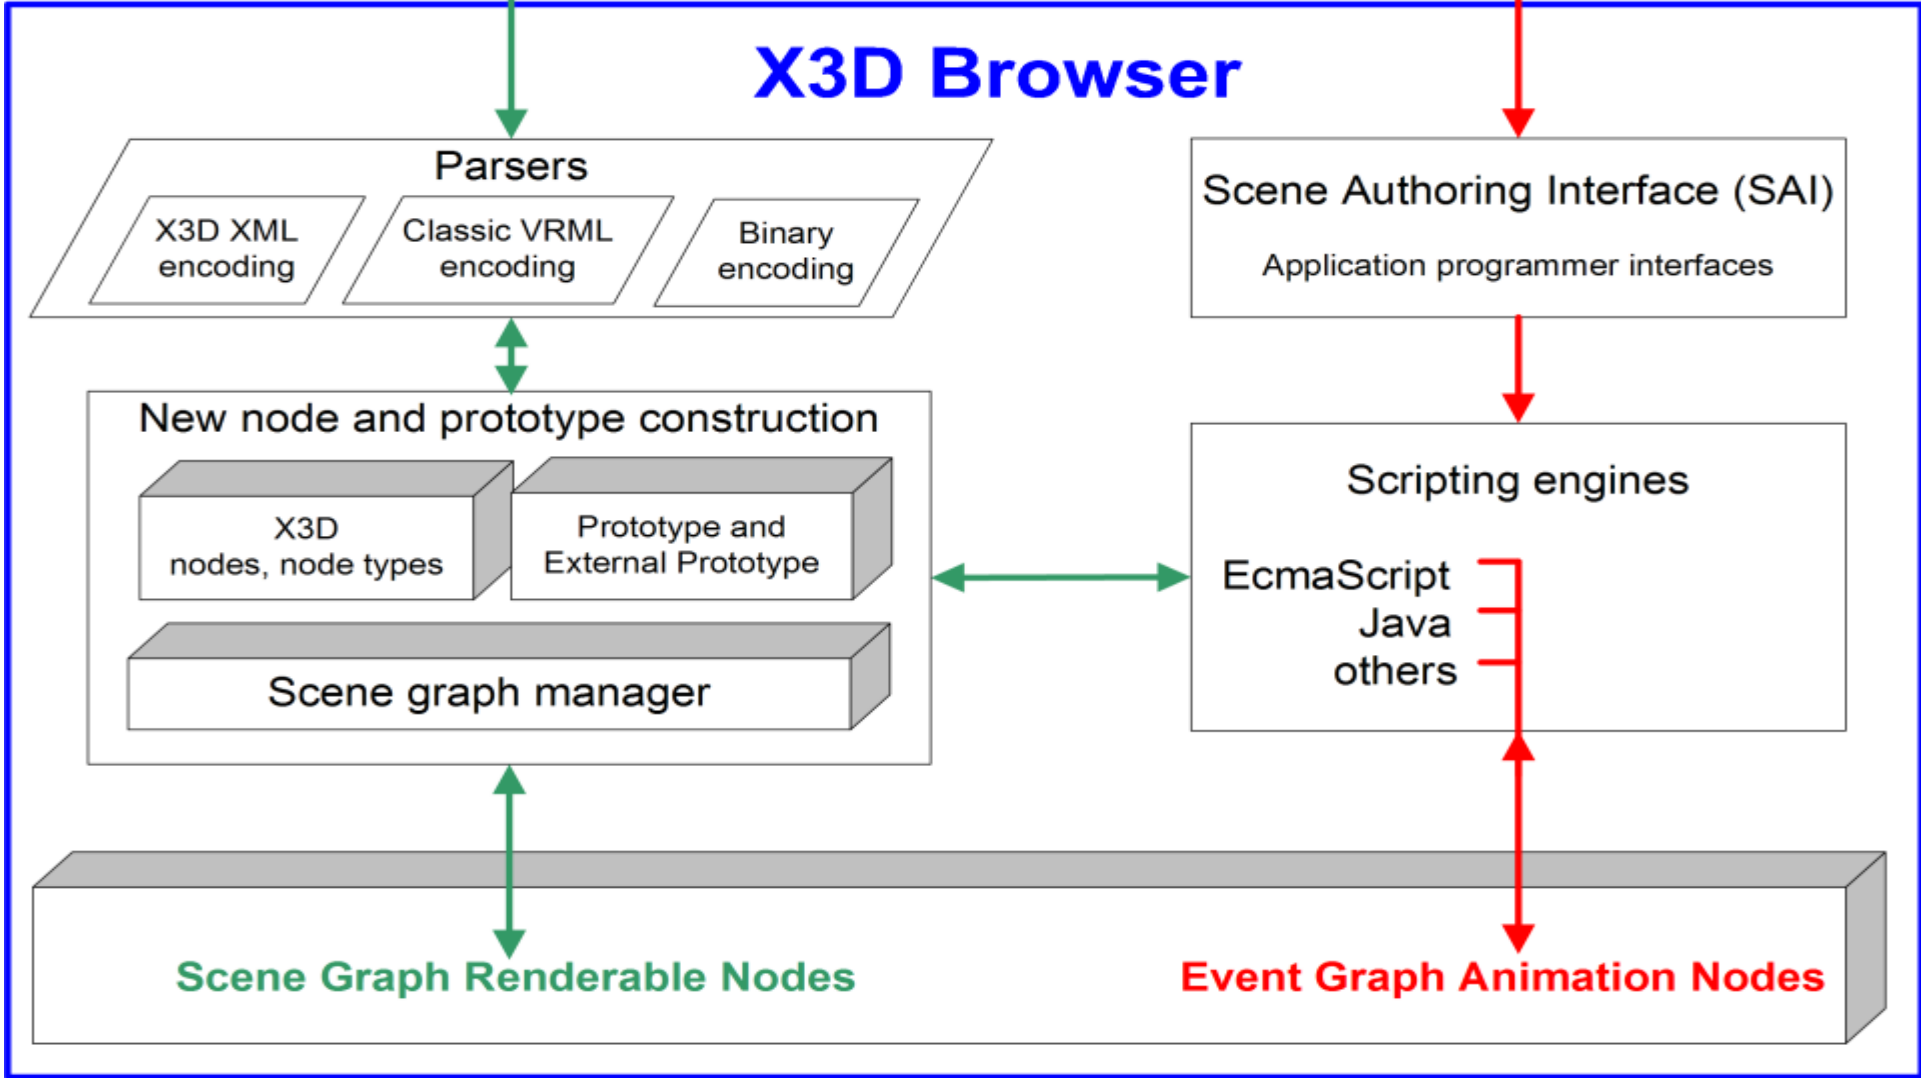 X3D Browser
Parsers
X3D XML
encoding
Classic VRML
encoding
Binary
encoding
Scene Authoring Interface (SAI)
Application programmer interfaces
New node and prototype construction
X3D
nodes, node types
Prototype and
External Prototype
Scene graph manager
Scripting engines
EcmaScript
Java
others
Scene Graph Renderable Nodes
Event Graph Animation Nodes